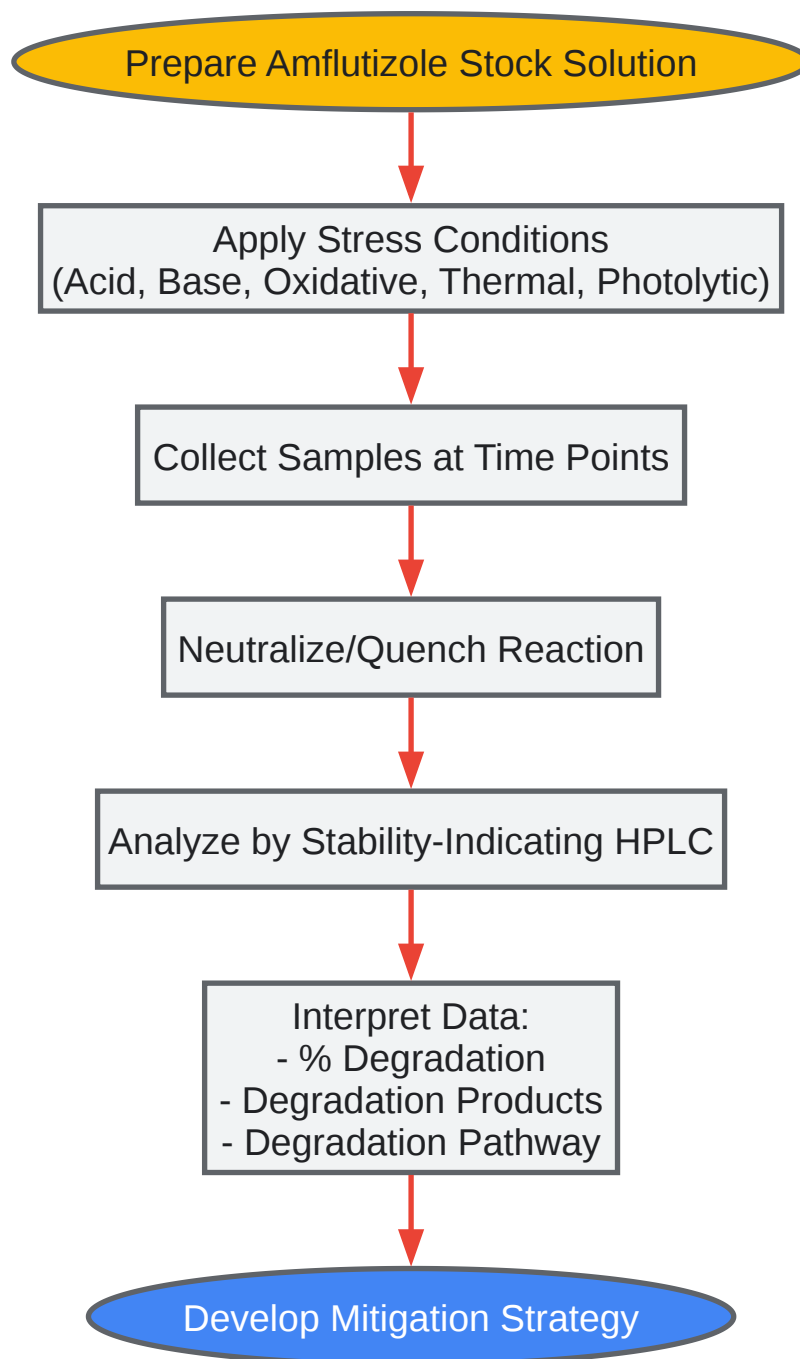 Prepare Amflutizole Stock Solution
Apply Stress Conditions
(Acid, Base, Oxidative, Thermal, Photolytic)
Collect Samples at Time Points
Neutralize/Quench Reaction
Analyze by Stability-Indicating HPLC
Interpret Data:
- % Degradation
- Degradation Products
- Degradation Pathway
Develop Mitigation Strategy